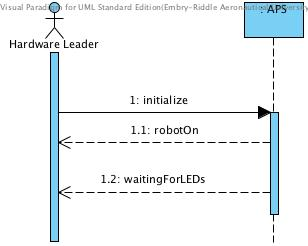 Visual Paradigm for UML Standard Edition(Embry-Riddle Aeronautical University
: APS
Hardware Leader
1: initialize
1.1: robotOn
1.2: waitingForLEDs